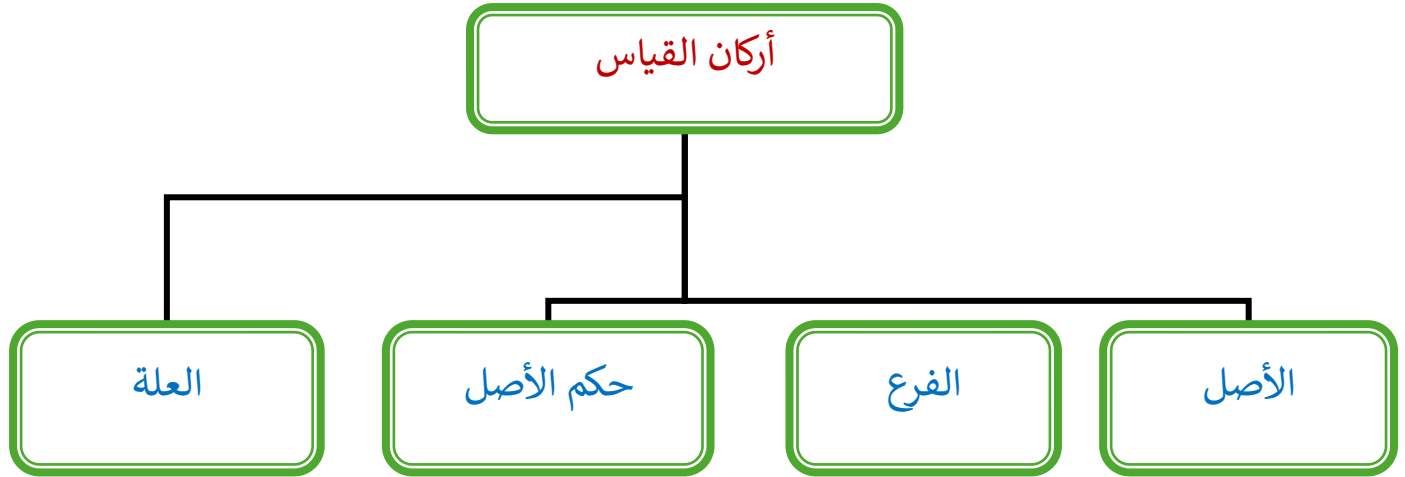 أركان القياس
الأصل
الفرع
حكم الأصل
العلة